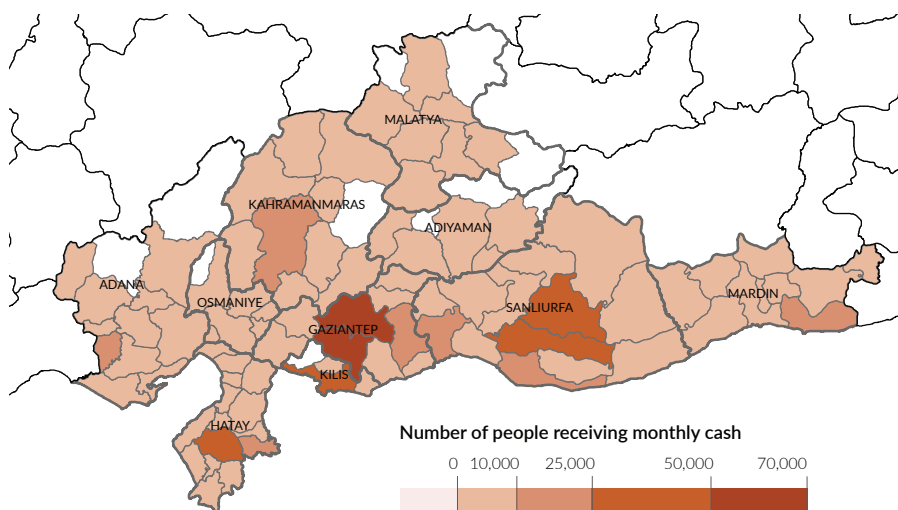 MALATYA
KAHRAMANMARAS
ADIYAMAN
ADANA
OSMANIYE
MARDIN
SANLIURFA
GAZIANTEP
KILIS
HATAY
Number of people receiving monthly cash
0 10,000 25,000 50,000 70,000